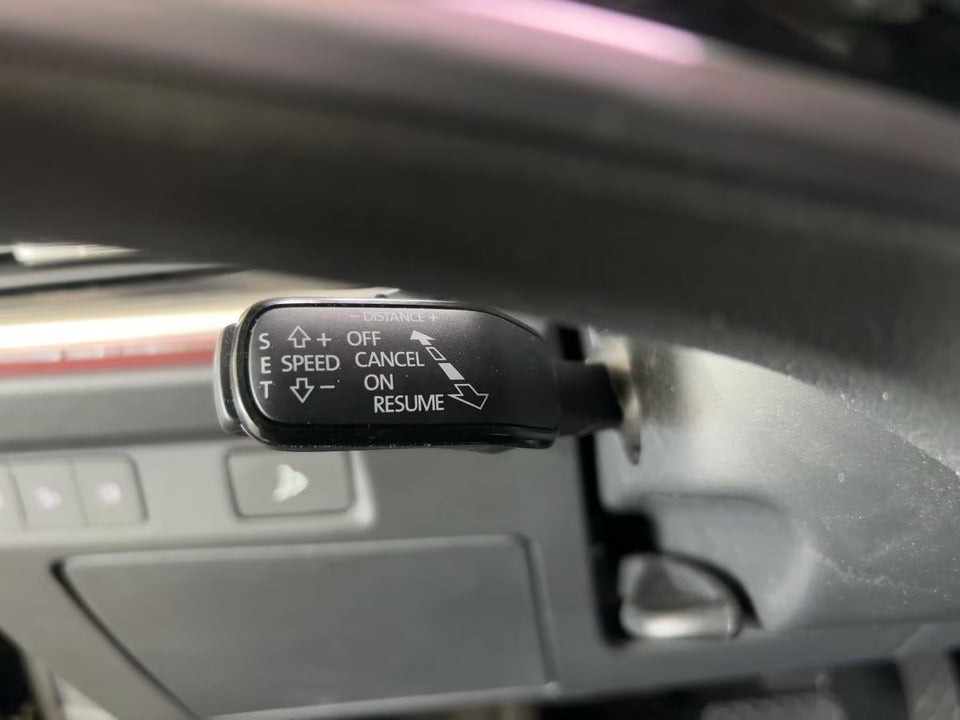 - DISTANCE +
S E T
SPEED + -
OFF
CANCEL
ON
RESUME